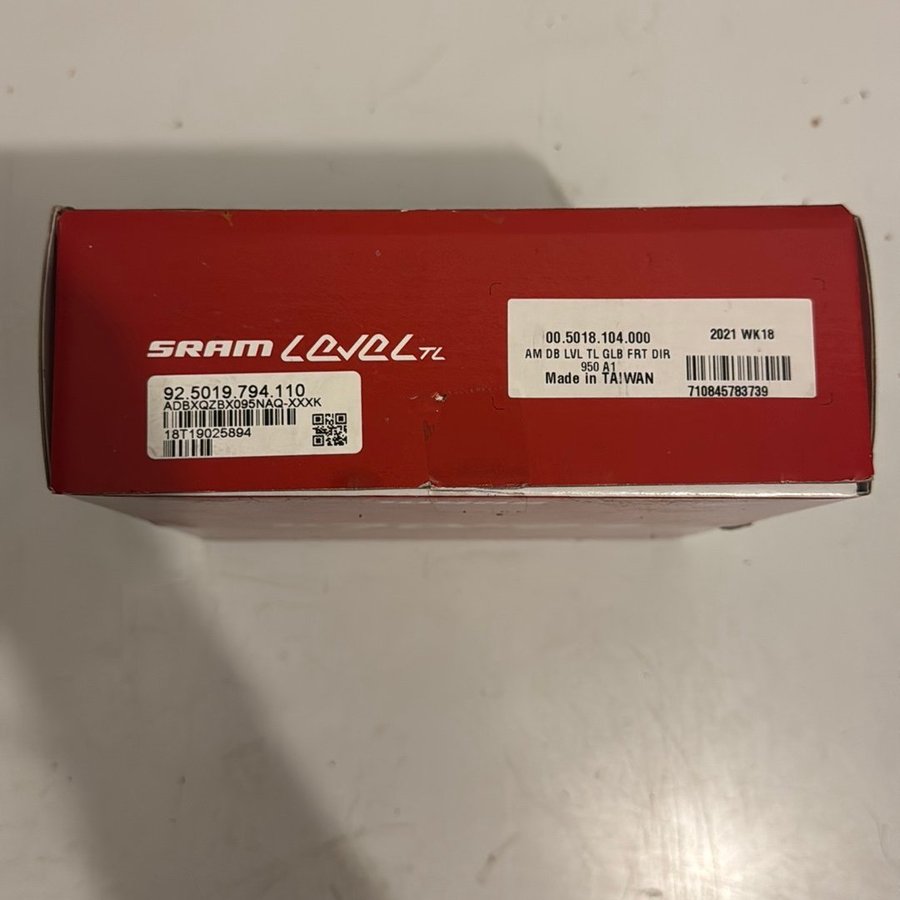 SRAM LEVEL TL
92.5019.794.110
ADBXQZBX095NAQ-XXXK
18T19025894
00.5018.104.000
2021 WK18
AM DB LVL TL GLB FRT DIR
950 A1
Made in TAIWAN
710845783739